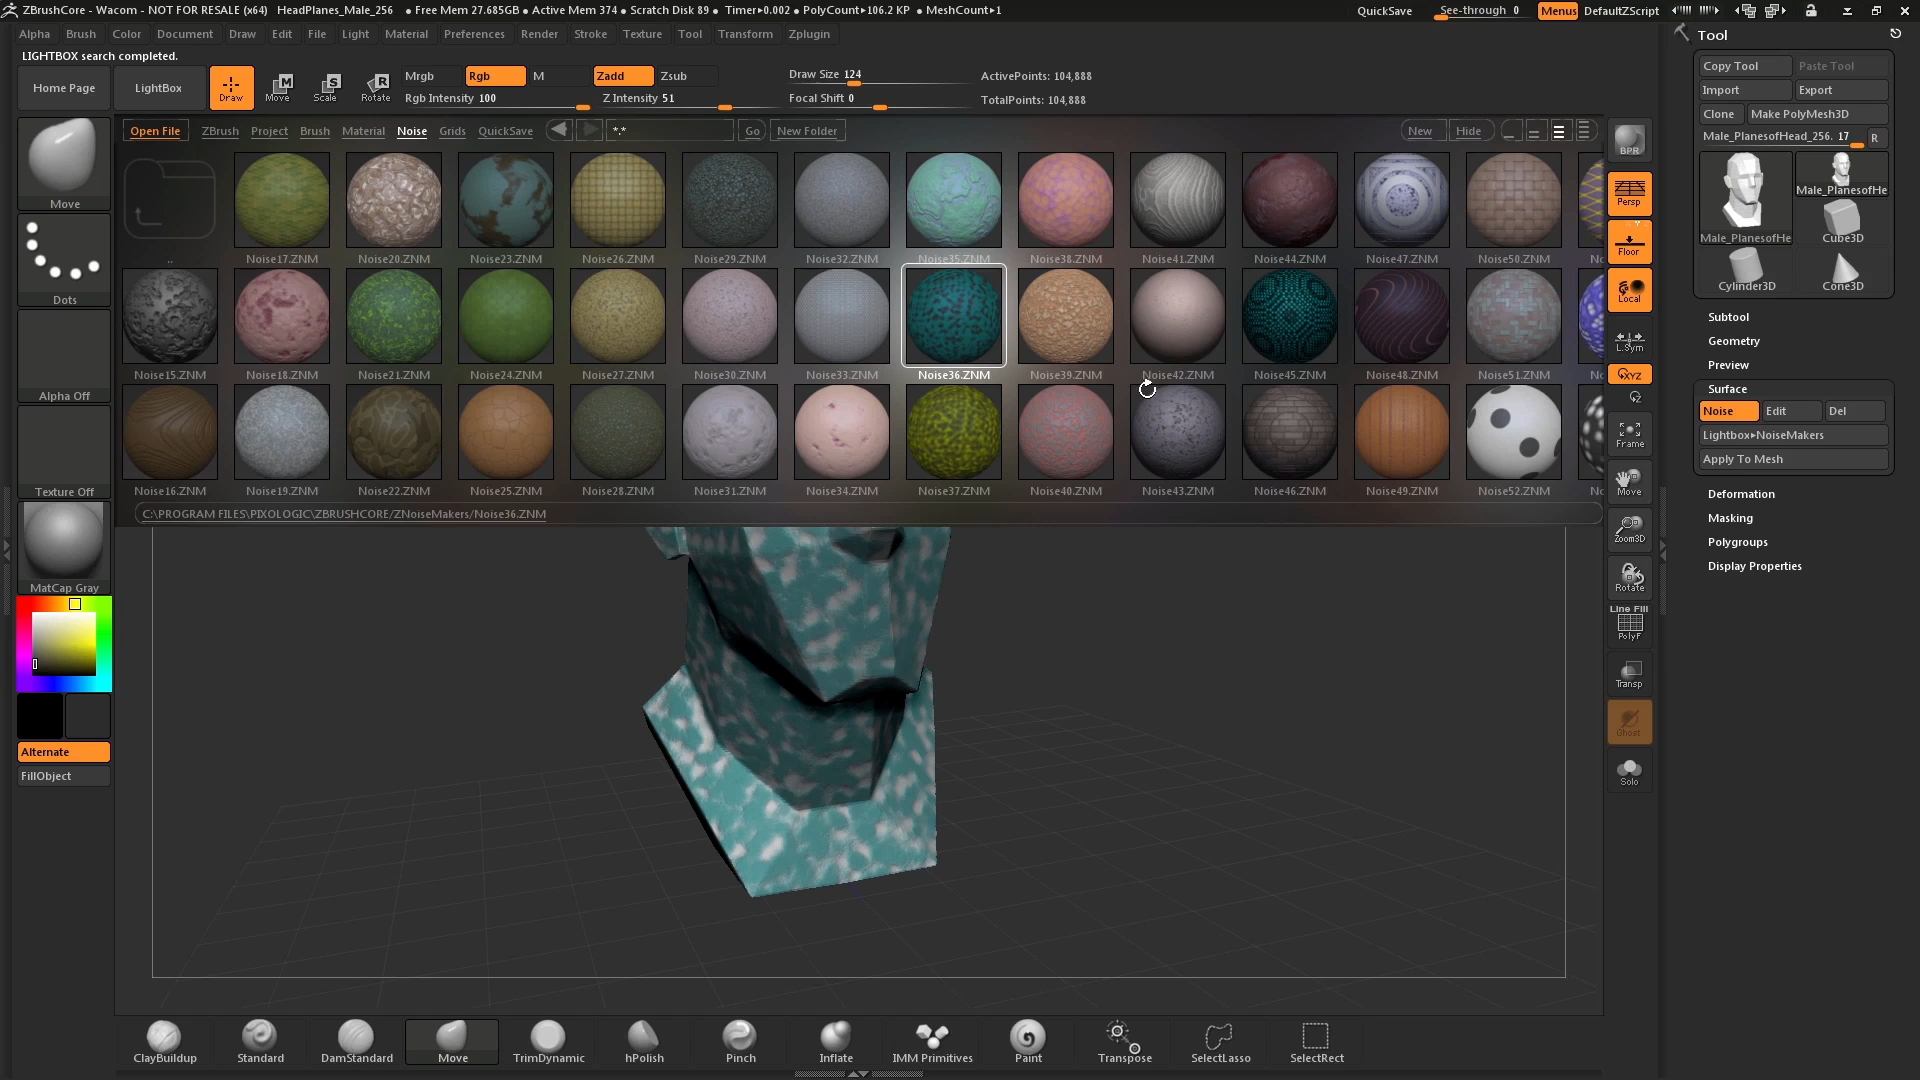 ZBrushCore - Wacom - NOT FOR RESALE (x64) HeadPlanes_Male_256 • Free Mem 27.685GB • Active Mem 374 • Scratch Disk 89 • Timer▸0.002 • PolyCount▸106.2 KP • MeshCount▸1 QuickSave See-through 0 Menus DefaultZScript
Alpha Brush Color Document Draw Edit File Light Material Preferences Render Stroke Texture Tool Transform Zplugin
LIGHTBOX search completed.
Home Page LightBox Draw Move Scale Rotate
Mrgb Rgb M Zadd Zsub Draw Size 124 ActivePoints: 104,888
Rgb Intensity 100 Z Intensity 51 Focal Shift 0 TotalPoints: 104,888
Open File ZBrush Project Brush Material Noise Grids QuickSave *.* Go New Folder New Hide
..
Noise17.ZNM Noise20.ZNM Noise23.ZNM Noise26.ZNM Noise29.ZNM Noise32.ZNM Noise35.ZNM Noise38.ZNM Noise41.ZNM Noise44.ZNM Noise47.ZNM Noise50.ZNM
Noise15.ZNM Noise18.ZNM Noise21.ZNM Noise24.ZNM Noise27.ZNM Noise30.ZNM Noise33.ZNM Noise36.ZNM Noise39.ZNM Noise42.ZNM Noise45.ZNM Noise48.ZNM Noise51.ZNM
Noise16.ZNM Noise19.ZNM Noise22.ZNM Noise25.ZNM Noise28.ZNM Noise31.ZNM Noise34.ZNM Noise37.ZNM Noise40.ZNM Noise43.ZNM Noise46.ZNM Noise49.ZNM Noise52.ZNM
C:\PROGRAM FILES\PIXOLOGIC\ZBRUSHCORE/ZNoiseMakers/Noise36.ZNM
Move
Dots
Alpha Off
Texture Off
MatCap Gray
Alternate
FillObject
BPR
Persp
Floor
Local
L.Sym
XYZ
Frame
Move
Zoom3D
Rotate
Line Fill
PolyF
Transp
Ghost
Solo
Tool
Copy Tool Paste Tool
Import Export
Clone Make PolyMesh3D
Male_PlanesofHead_256. 17 R
Male_PlanesofHe
Male_PlanesofHe Cube3D
Cylinder3D Cone3D
Subtool
Geometry
Preview
Surface
Noise Edit Del
Lightbox▸NoiseMakers
Apply To Mesh
Deformation
Masking
Polygroups
Display Properties
ClayBuildup Standard DamStandard Move TrimDynamic hPolish Pinch Inflate IMM Primitives Paint Transpose SelectLasso SelectRect